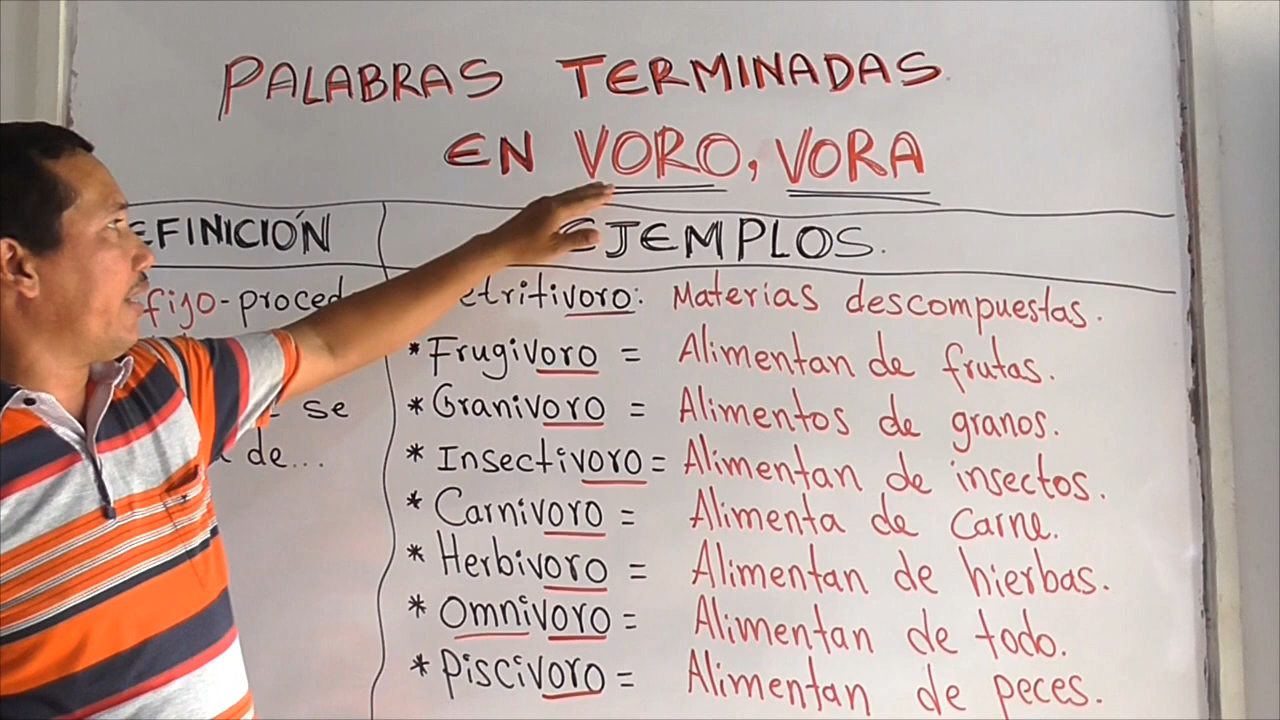 PALABRAS TERMINADAS
EN VORO, VORA
EFINICIÓN
EJEMPLOS.
fijo-proced
se
de...
etritivoro: Materias descompuestas.
*Frugivoro = Alimentan de frutas.
*Granivoro = Alimentos de granos.
*Insectivoro = Alimentan de insectos.
*Carnivoro = Alimenta de Carne.
*Herbivoro = Alimentan de hierbas.
*Omnivoro = Alimentan de todo.
*Piscivoro = Alimentan de peces.